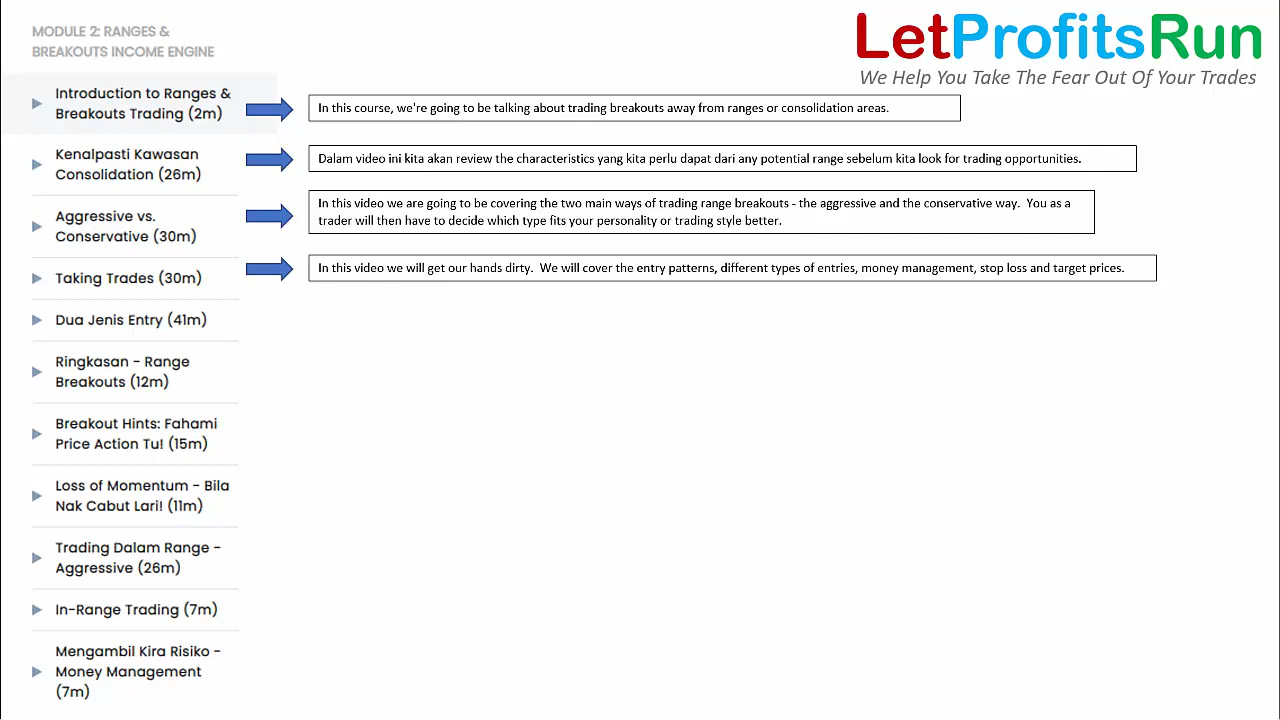 MODULE 2: RANGES &
BREAKOUTS INCOME ENGINE
LetProfitsRun
We Help You Take The Fear Out Of Your Trades
Introduction to Ranges &
Breakouts Trading (2m)
In this course, we're going to be talking about trading breakouts away from ranges or consolidation areas.
Kenalpasti Kawasan
Consolidation (26m)
Dalam video ini kita akan review the characteristics yang kita perlu dapat dari any potential range sebelum kita look for trading opportunities.
Aggressive vs.
Conservative (30m)
In this video we are going to be covering the two main ways of trading range breakouts - the aggressive and the conservative way.  You as a
trader will then have to decide which type fits your personality or trading style better.
Taking Trades (30m)
In this video we will get our hands dirty.  We will cover the entry patterns, different types of entries, money management, stop loss and target prices.
Dua Jenis Entry (41m)
Ringkasan - Range
Breakouts (12m)
Breakout Hints: Fahami
Price Action Tu! (15m)
Loss of Momentum - Bila
Nak Cabut Lari! (11m)
Trading Dalam Range -
Aggressive (26m)
In-Range Trading (7m)
Mengambil Kira Risiko -
Money Management
(7m)